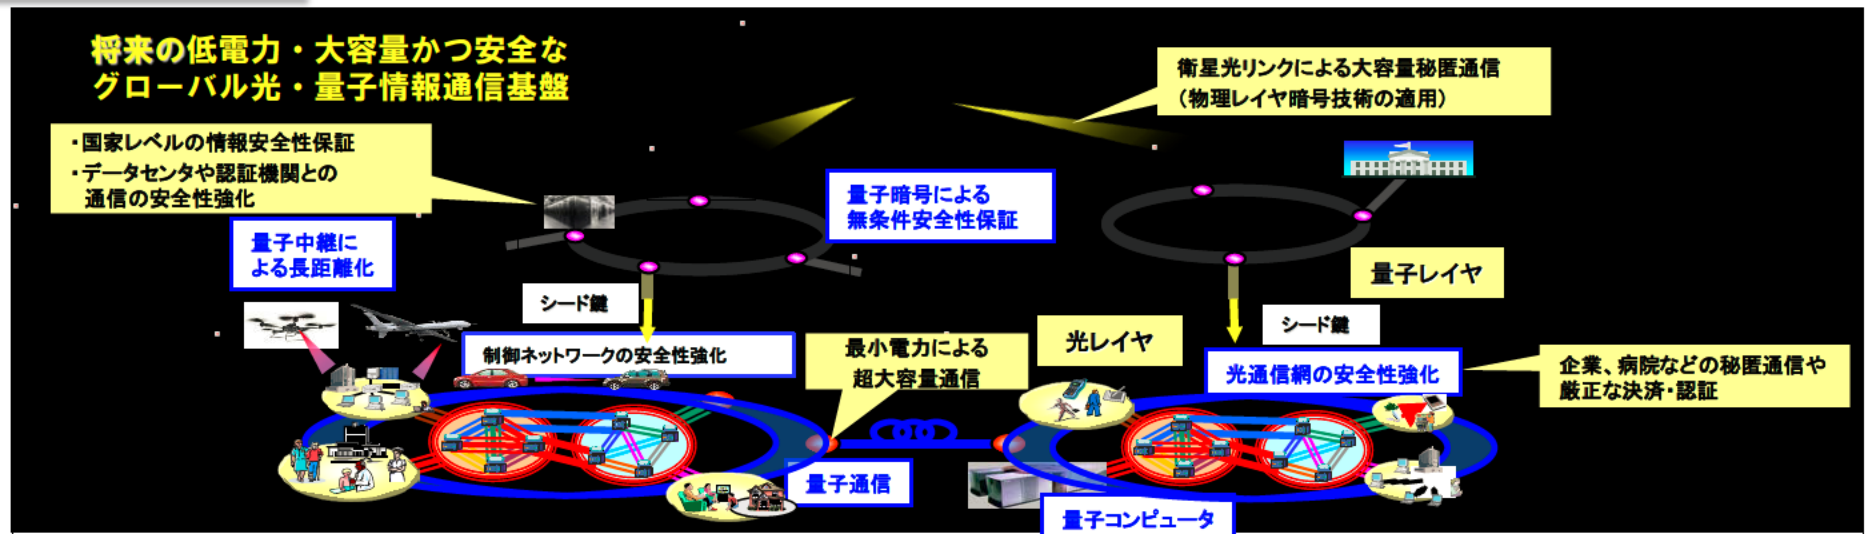 将来の低電力・大容量かつ安全な
グローバル光・量子情報通信基盤
衛星光リンクによる大容量秘匿通信
（物理レイヤ暗号技術の適用）
・国家レベルの情報安全性保証
・データセンタや認証機関との
通信の安全性強化
量子暗号による
無条件安全性保証
量子中継に
よる長距離化
量子レイヤ
シード鍵
シード鍵
制御ネットワークの安全性強化
最小電力による
超大容量通信
光レイヤ
光通信網の安全性強化
企業、病院などの秘匿通信や
厳正な決済・認証
量子通信
量子コンピュータ